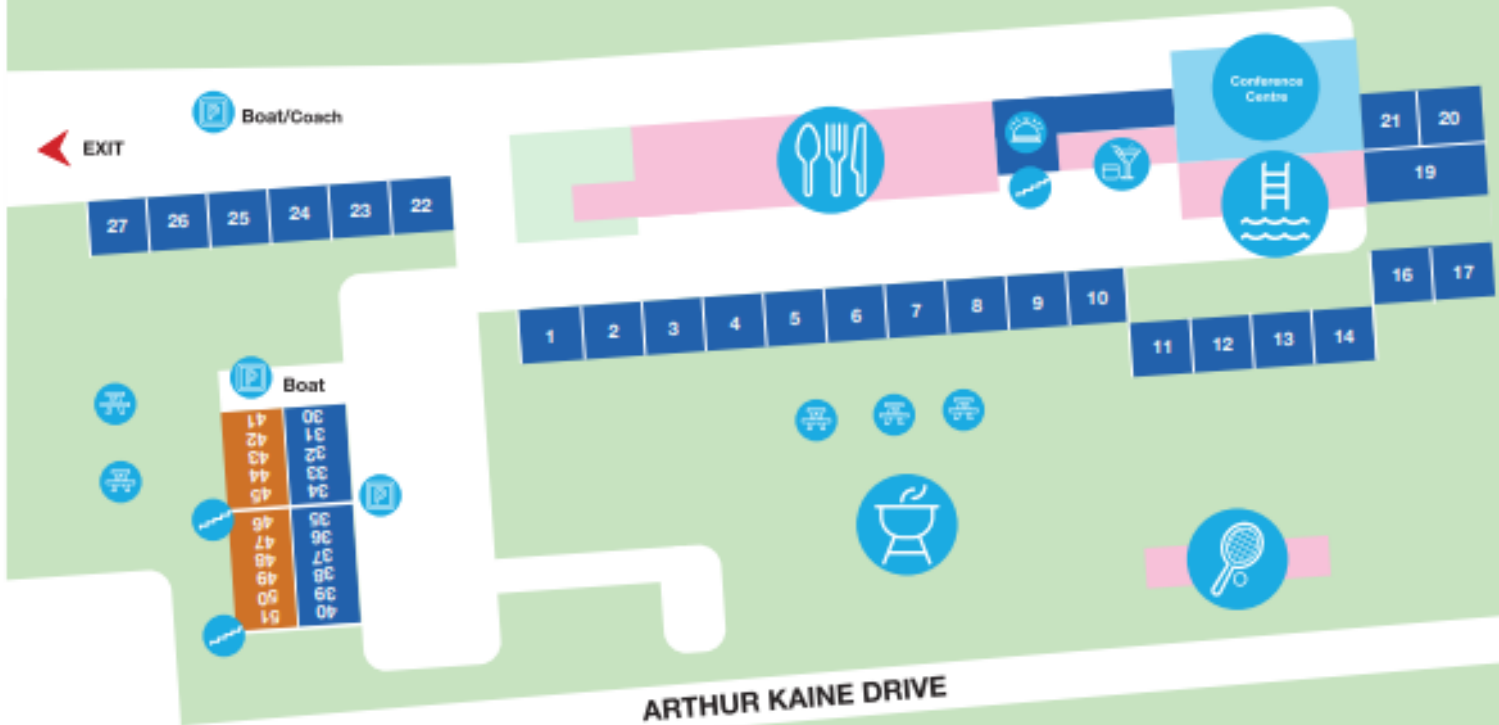 Conference
Centre
P Boat/Coach
EXIT
21 20
19
27 26 25 24 23 22
16 17
1 2 3 4 5 6 7 8 9 10
11 12 13 14
P Boat
41 30
42 31
43 32
44 33
45 34
P
46 35
47 36
48 37
49 38
50 39
51 40
ARTHUR KAINE DRIVE